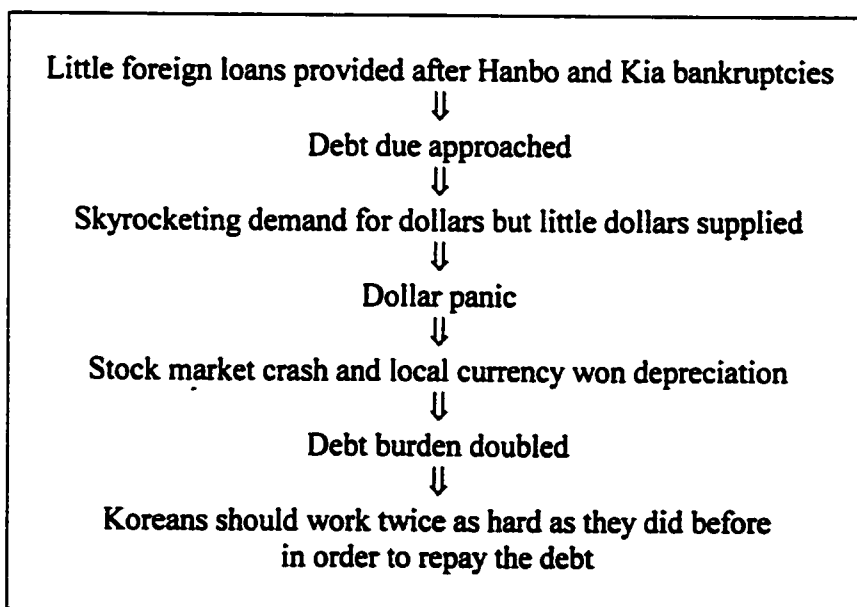 Little foreign loans provided after Hanbo and Kia bankruptcies
⇓
Debt due approached
⇓
Skyrocketing demand for dollars but little dollars supplied
⇓
Dollar panic
⇓
Stock market crash and local currency won depreciation
⇓
Debt burden doubled
⇓
Koreans should work twice as hard as they did before
in order to repay the debt